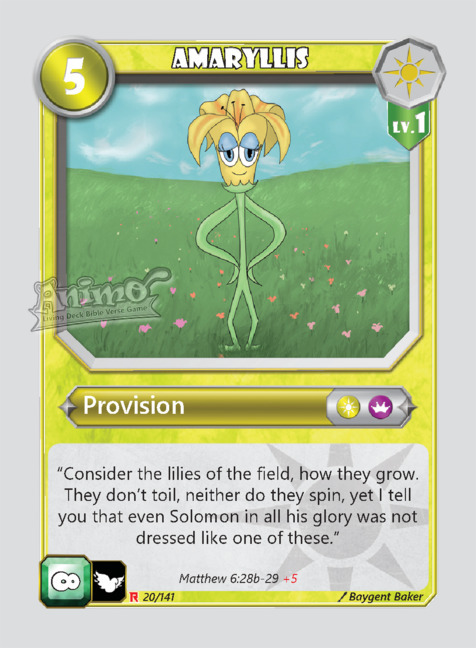 AMARYLLIS
5
LV.1
Animo
Living Deck Bible Verse Game
Provision
“Consider the lilies of the field, how they grow.
They don’t toil, neither do they spin, yet I tell
you that even Solomon in all his glory was not
dressed like one of these.”
Matthew 6:28b-29 +5
R 20/141
Baygent Baker